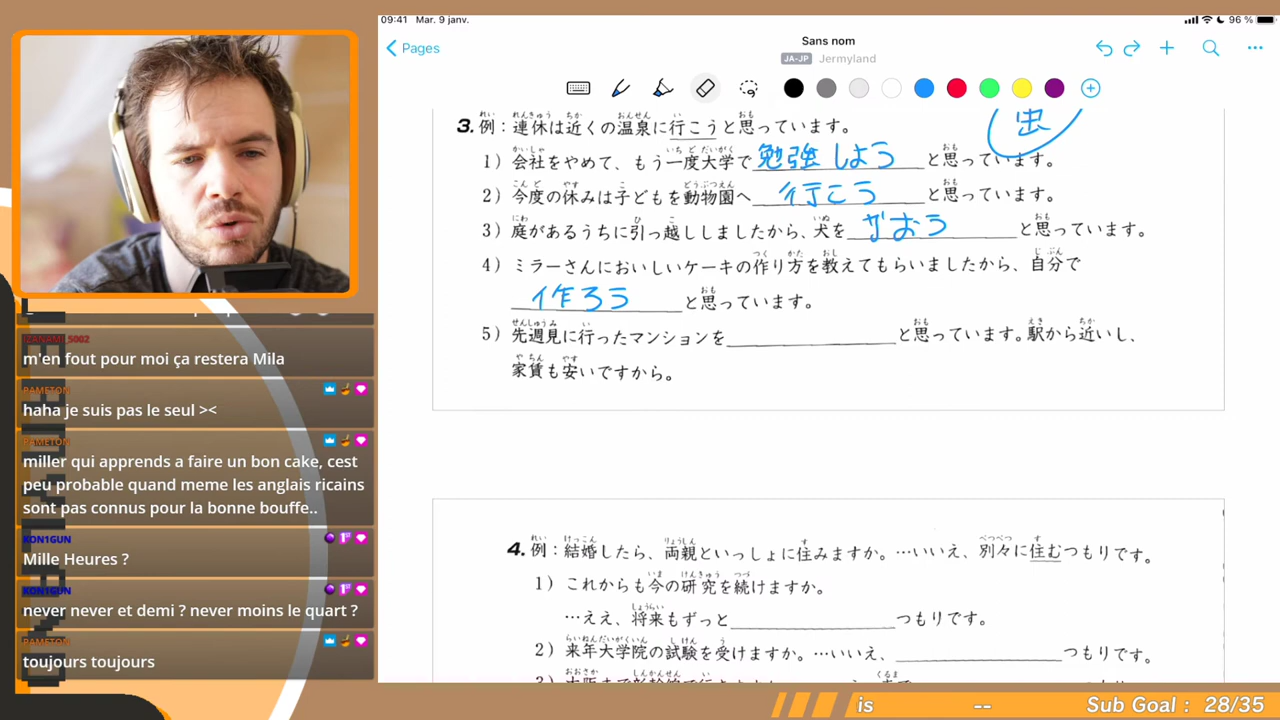 09:41 Mar. 9 janv.
96 %
Pages
Sans nom
JA-JP Jermyland
3. 例：連休は近くの温泉に行こうと思っています。
1）会社をやめて、もう一度大学で 勉強しよう と思っています。
2）今度の休みは子どもを動物園へ 行こう と思っています。
3）庭があるうちに引っ越ししましたから、犬を おう と思っています。
4）ミラーさんにおいしいケーキの作り方を教えてもらいましたから、自分で
作ろう と思っています。
5）先週見に行ったマンションを と思っています。駅から近いし、
家賃も安いですから。
4. 例：結婚したら、両親といっしょに住みますか。…いいえ、別々に住むつもりです。
1）これからも今の研究を続けますか。
…ええ、将来もずっと つもりです。
2）来年大学院の試験を受けますか。…いいえ、 つもりです。
IZANAMI_5002
m'en fout pour moi ça restera Mila
PAMETON
haha je suis pas le seul ><
PAMETON
miller qui apprends a faire un bon cake, cest
peu probable quand meme les anglais ricains
sont pas connus pour la bonne bouffe..
KON1GUN
Mille Heures ?
KON1GUN
never never et demi ? never moins le quart ?
PAMETON
toujours toujours
is -- Sub Goal : 28/35